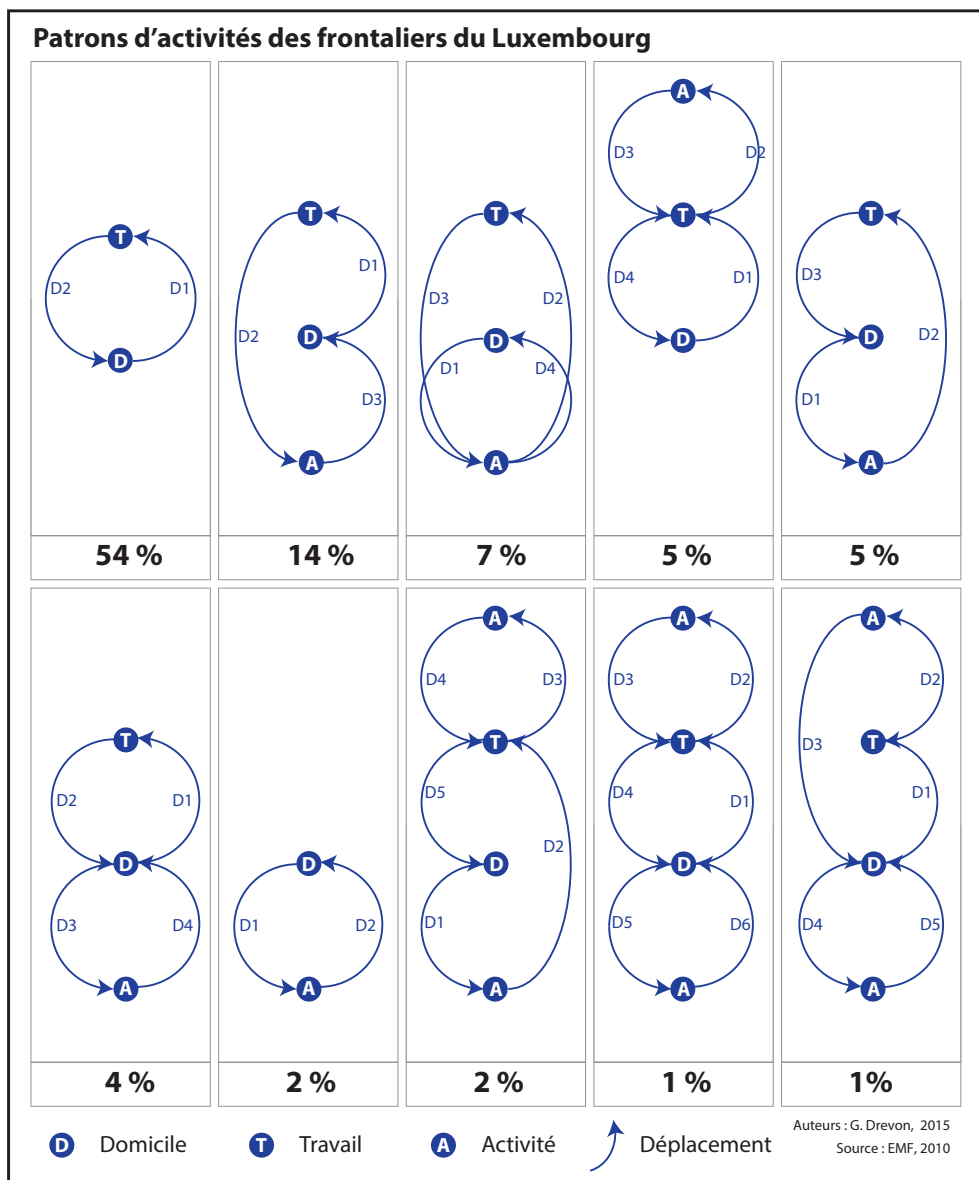 Patrons d’activités des frontaliers du Luxembourg
T
D2 D1
D
54 %
T
D1
D2 D
D3
A
14 %
T
D3 D2
D
D1 D4
A
7 %
A
D3 D2
T
D4 D1
D
5 %
T
D3
D D2
D1
A
5 %
T
D2 D1
D
D3 D4
A
4 %
D
D1 D2
A
2 %
A
D4 D3
T
D5
D2
D
D1
A
2 %
A
D3 D2
T
D4 D1
D
D5 D6
A
1 %
A
D2
D3 T
D1
D
D4 D5
A
1%
D Domicile T Travail A Activité Déplacement
Auteurs : G. Drevon, 2015
Source : EMF, 2010